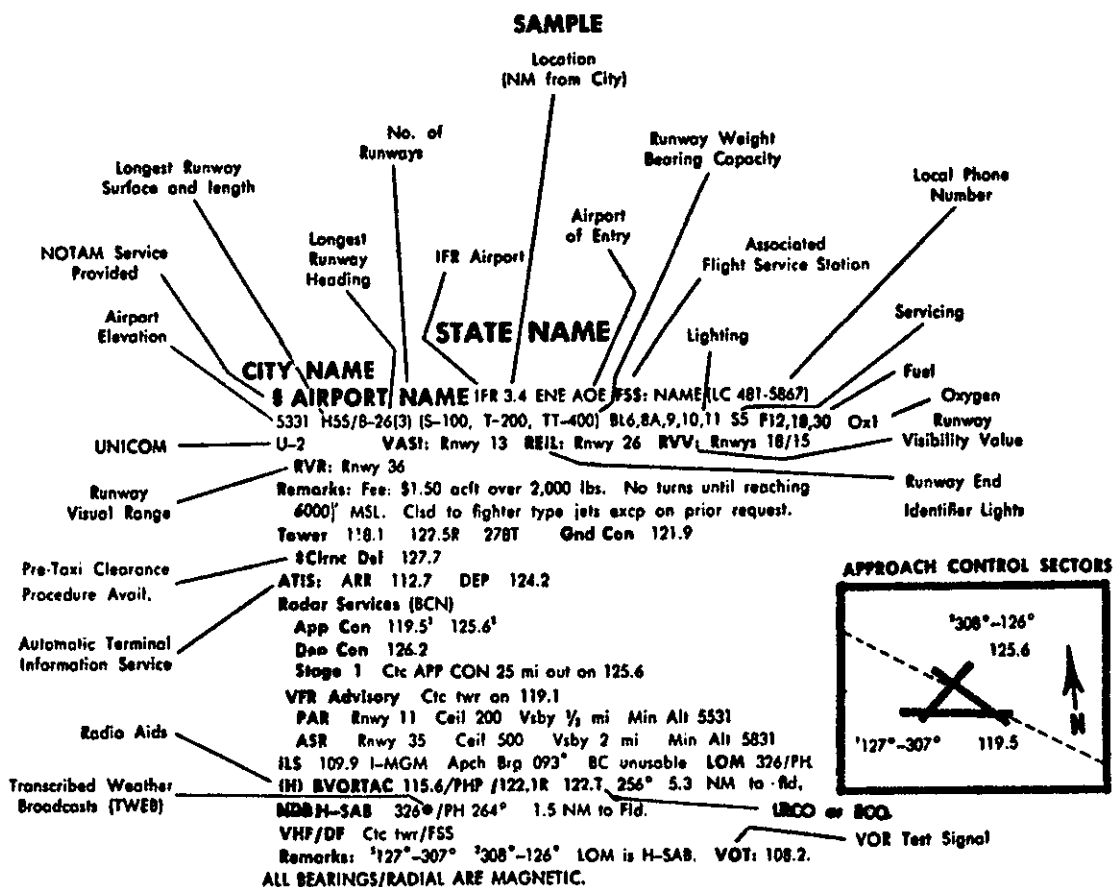 SAMPLE
Location
(NM from City)
No. of
Runways
Runway Weight
Bearing Capacity
Longest Runway
Surface and length
Local Phone
Number
Airport
of Entry
NOTAM Service
Provided
Longest
Runway
Heading
IFR Airport
Associated
Flight Service Station
Airport
Elevation
STATE NAME
Lighting
Servicing
CITY NAME
Fuel
§ AIRPORT NAME IFR 3.4 ENE AOE FSS: NAME (LC 481-5867)
Oxygen
5331 H55/8-26(3) (S-100, T-200, TT-400) BL6,8A,9,10,11 S5 F12,18,30 Ox1
UNICOM
U-2 VASI: Rnwy 13 REIL: Rnwy 26 RVV: Rnwys 18/15
Runway
Visibility Value
RVR: Rnwy 36
Runway
Visual Range
Remarks: Fee: $1.50 acft over 2,000 lbs. No turns until reaching
6000' MSL. Clsd to fighter type jets excp on prior request.
Runway End
Identifier Lights
Tower 118.1 122.5R 278T Gnd Con 121.9
Pre-Taxi Clearance
Procedure Avail.
Clrnc Del 127.7
ATIS: ARR 112.7 DEP 124.2
Automatic Terminal
Information Service
Radar Services (BCN)
App Con 119.5¹ 125.6²
Dep Con 126.2
Stage 1 Ctc APP CON 25 mi out on 125.6
VFR Advisory Ctc twr on 119.1
PAR Rnwy 11 Ceil 200 Vsby ½ mi Min Alt 5531
ASR Rnwy 35 Ceil 500 Vsby 2 mi Min Alt 5831
Radio Aids
ILS 109.9 I-MGM Apch Brg 093° BC unusable LOM 326/PH
(H) BVORTAC 115.6/PHP /122.1R 122.T 256° 5.3 NM to fld.
Transcribed Weather
Broadcasts (TWEB)
NDB H-SAB 326●/PH 264° 1.5 NM to Fld.
LRCO or RCO.
VHF/DF Ctc twr/FSS
VOR Test Signal
Remarks: ¹127°-307° ²308°-126° LOM is H-SAB. VOT: 108.2.
ALL BEARINGS/RADIAL ARE MAGNETIC.
APPROACH CONTROL SECTORS
²308°-126°
125.6
N
¹127°-307° 119.5